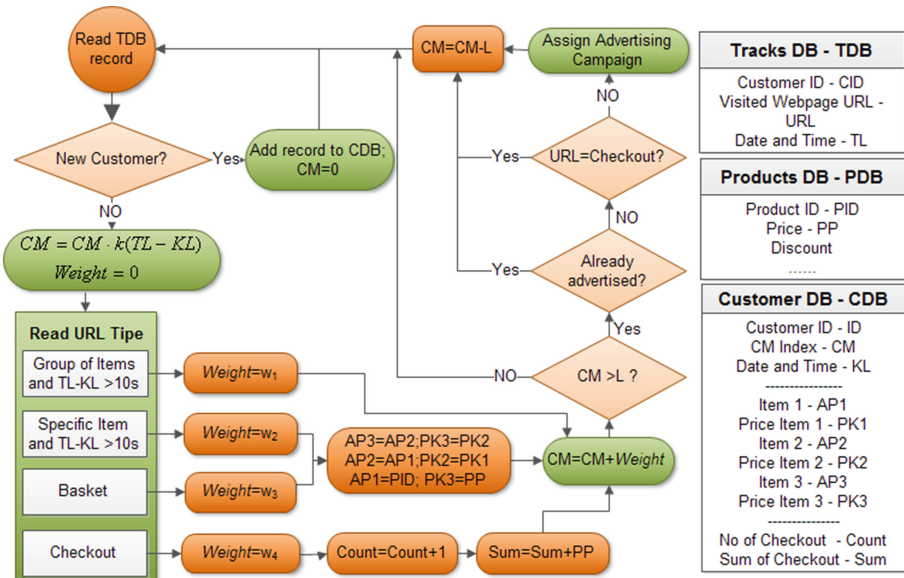 Read TDB
record
New Customer?
Yes
Add record to CDB;
CM=0
NO
CM = CM · k(TL − KL)
Weight = 0
Read URL Tipe
Group of Items
and TL-KL >10s
Specific Item
and TL-KL >10s
Basket
Checkout
Weight=w₁
Weight=w₂
Weight=w₃
Weight=w₄
AP3=AP2;PK3=PK2
AP2=AP1;PK2=PK1
AP1=PID; PK3=PP
Count=Count+1
Sum=Sum+PP
CM=CM+Weight
CM >L ?
NO
Yes
Already
advertised?
Yes
NO
URL=Checkout?
Yes
NO
Assign Advertising
Campaign
CM=CM-L
Tracks DB - TDB
Customer ID - CID
Visited Webpage URL -
URL
Date and Time - TL
Products DB - PDB
Product ID - PID
Price - PP
Discount
......
Customer DB - CDB
Customer ID - ID
CM Index - CM
Date and Time - KL
----------------
Item 1 - AP1
Price Item 1 - PK1
Item 2 - AP2
Price Item 2 - PK2
Item 3 - AP3
Price Item 3 - PK3
---------------
No of Checkout - Count
Sum of Checkout - Sum